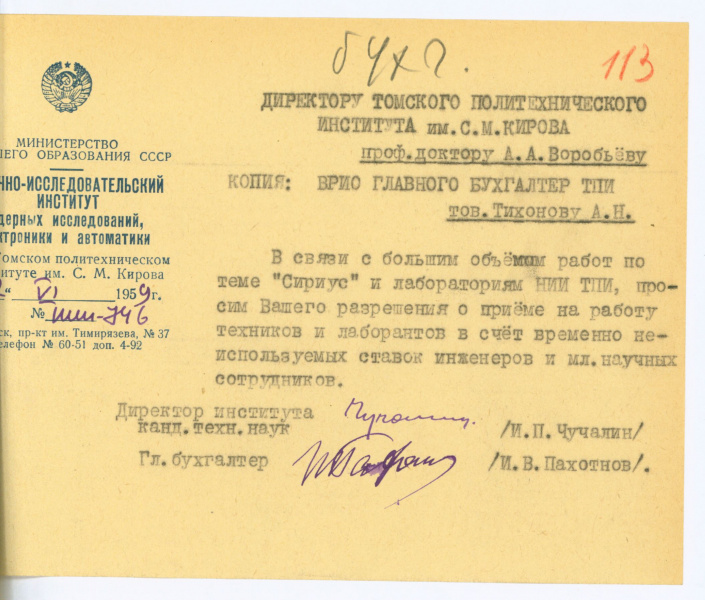 бухг.
113
МИНИСТЕРСТВО
ШЕГО ОБРАЗОВАНИЯ СССР
ЧНО-ИССЛЕДОВАТЕЛЬСКИЙ
ИНСТИТУТ
дерных исследований,
ктроники и автоматики
Томском политехническом
итуте им. С. М. Кирова
" VI 1959г.
№ нии-746
ск, пр-кт им. Тимирязева, № 37
елефон № 60-51 доп. 4-92
ДИРЕКТОРУ ТОМСКОГО ПОЛИТЕХНИЧЕСКОГО
ИНСТИТУТА им.С.М.КИРОВА
проф.доктору А.А.Воробьёву
КОПИЯ: ВРИО ГЛАВНОГО БУХГАЛТЕР ТПИ
тов.Тихонову А.Н.
В связи с большим объёмом работ по
теме "Сириус" и лабораториям НИИ ТПИ, про-
сим Вашего разрешения о приёме на работу
техников и лаборантов в счёт временно не-
используемых ставок инженеров и мл.научных
сотрудников.
Директор института
канд.техн.наук /И.П.Чучалин/
Гл.бухгалтер /И.В.Пахотнов/.